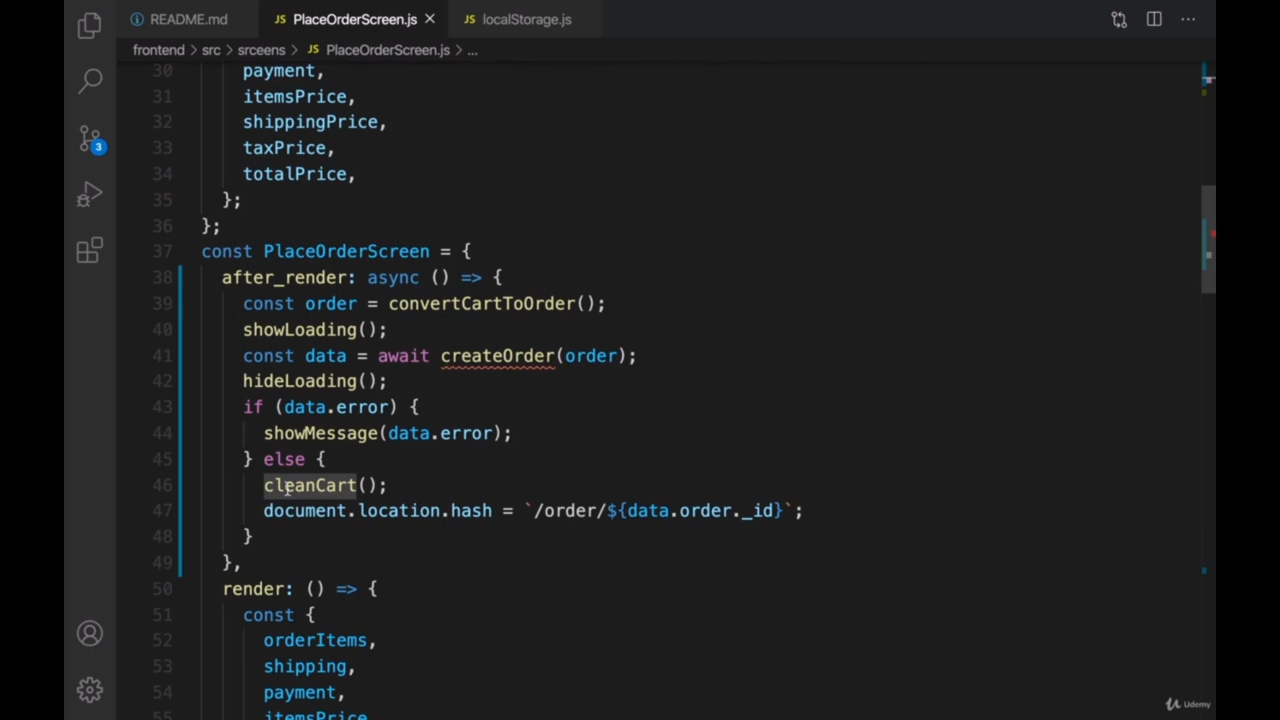 README.md
JS PlaceOrderScreen.js ×
JS localStorage.js
frontend > src > srceens > JS PlaceOrderScreen.js > ...
3
30 payment,
31 itemsPrice,
32 shippingPrice,
33 taxPrice,
34 totalPrice,
35 };
36 };
37 const PlaceOrderScreen = {
38 after_render: async () => {
39 const order = convertCartToOrder();
40 showLoading();
41 const data = await createOrder(order);
42 hideLoading();
43 if (data.error) {
44 showMessage(data.error);
45 } else {
46 cleanCart();
47 document.location.hash = `/order/${data.order._id}`;
48 }
49 },
50 render: () => {
51 const {
52 orderItems,
53 shipping,
54 payment,
55 itemsPrice
Udemy